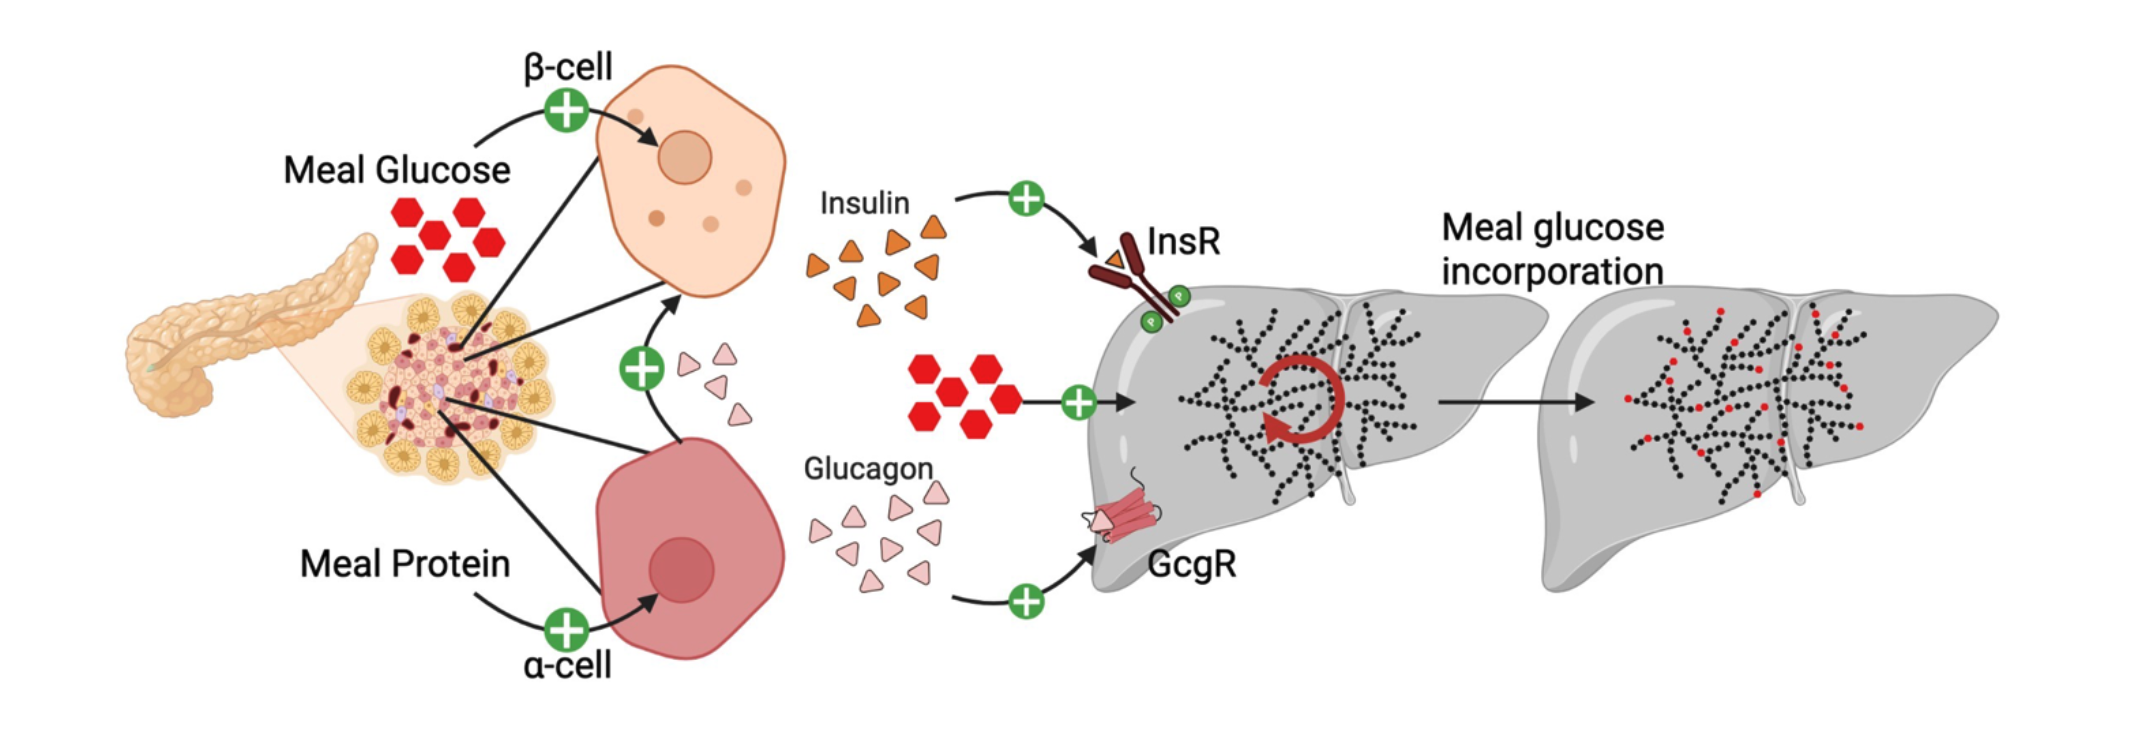 β-cell
Meal Glucose
Insulin
InsR
P
P
Meal glucose
incorporation
Glucagon
Meal Protein
GcgR
α-cell